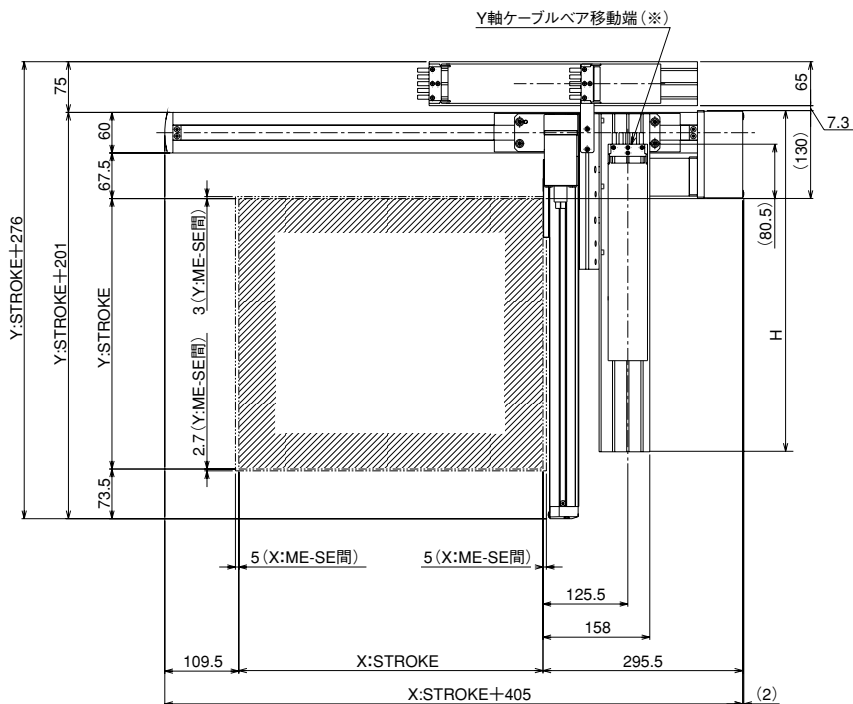 Y軸ケーブルベア移動端(※)
75
65
7.3
60
(130)
67.5
(80.5)
Y:STROKE+276
Y:STROKE+201
Y:STROKE
3(Y:ME-SE間)
2.7(Y:ME-SE間)
H
73.5
5(X:ME-SE間)
5(X:ME-SE間)
125.5
158
109.5
X:STROKE
295.5
X:STROKE+405
(2)